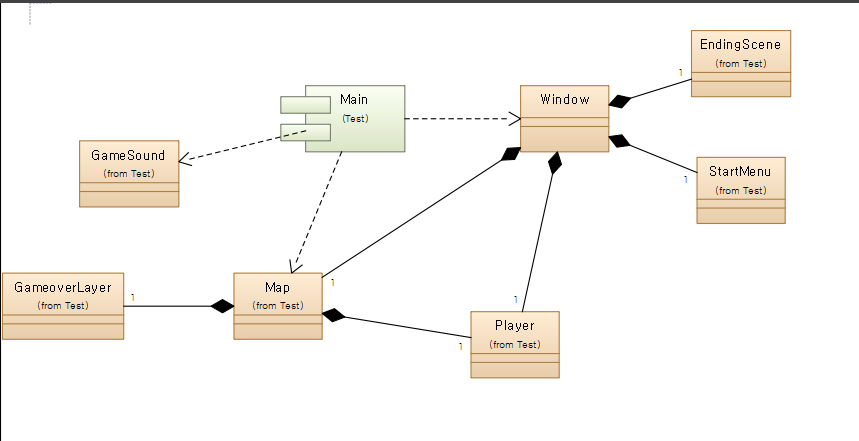 EndingScene
(from Test)
1
Main
(Test)
Window
GameSound
(from Test)
StartMenu
(from Test)
1
GameoverLayer
(from Test)
1
Map
(from Test)
1
Player
(from Test)
1
1